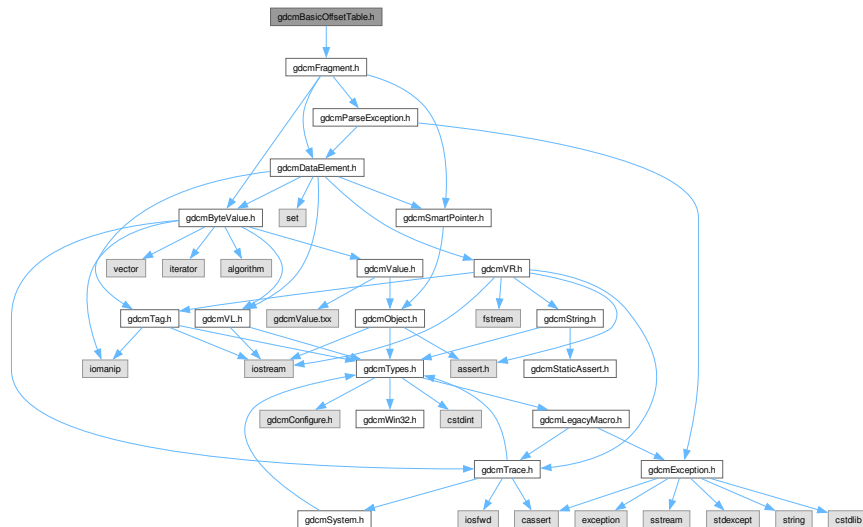 gdcmBasicOffsetTable.h
gdcmFragment.h
gdcmParseException.h
gdcmDataElement.h
gdcmByteValue.h
set
gdcmSmartPointer.h
vector
iterator
algorithm
gdcmValue.h
gdcmVR.h
gdcmTag.h
gdcmVL.h
gdcmValue.txx
gdcmObject.h
fstream
gdcmString.h
iomanip
iostream
gdcmTypes.h
assert.h
gdcmStaticAssert.h
gdcmConfigure.h
gdcmWin32.h
cstdint
gdcmLegacyMacro.h
gdcmTrace.h
gdcmException.h
gdcmSystem.h
iosfwd
cassert
exception
sstream
stdexcept
string
cstdlib